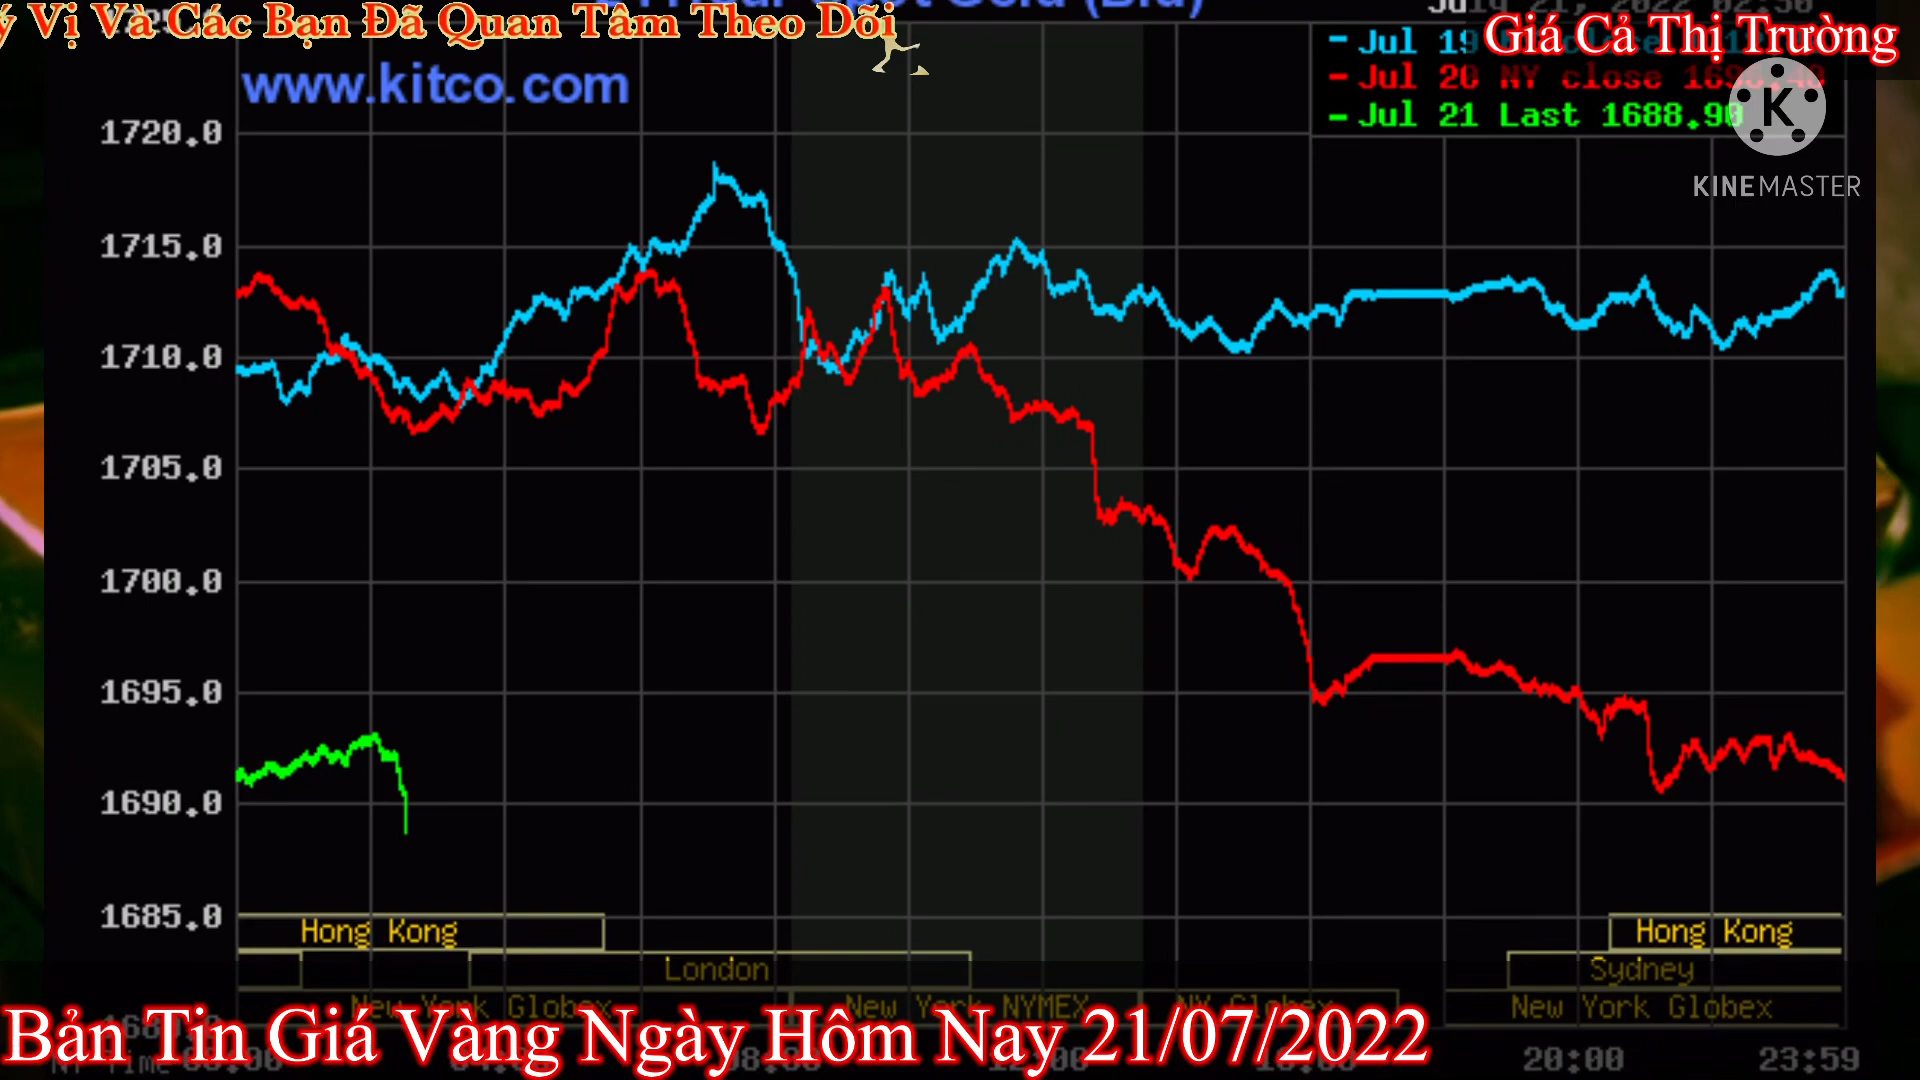 Vị Và Các Bạn Đã Quan Tâm Theo Dõi
Giá Cả Thị Trường
www.kitco.com
Jul 19
Jul 20 NY close
Jul 21 Last 1688.90
K
KINEMASTER
1720.0
1715.0
1710.0
1705.0
1700.0
1695.0
1690.0
1685.0
Hong Kong
Hong Kong
London
Sydney
New York Globex
New York NYMEX
NY Globex
New York Globex
Bản Tin Giá Vàng Ngày Hôm Nay 21/07/2022
20:00
23:59